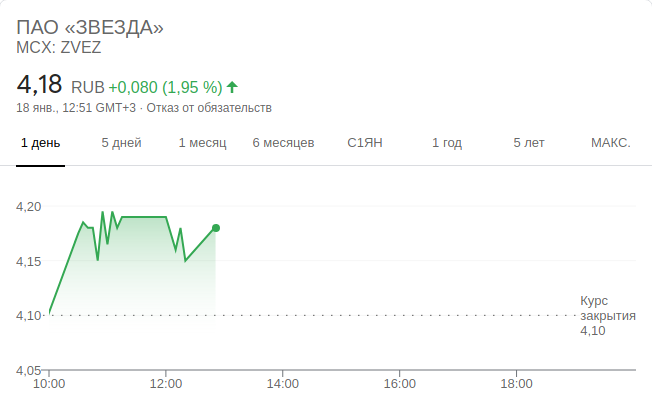 ПАО «ЗВЕЗДА»
MCX: ZVEZ
4,18 RUB +0,080 (1,95 %)
18 янв., 12:51 GMT+3 · Отказ от обязательств
1 день 5 дней 1 месяц 6 месяцев С1ЯН 1 год 5 лет МАКС.
4,20
4,15
4,10
Курс
закрытия
4,10
4,05
10:00 12:00 14:00 16:00 18:00